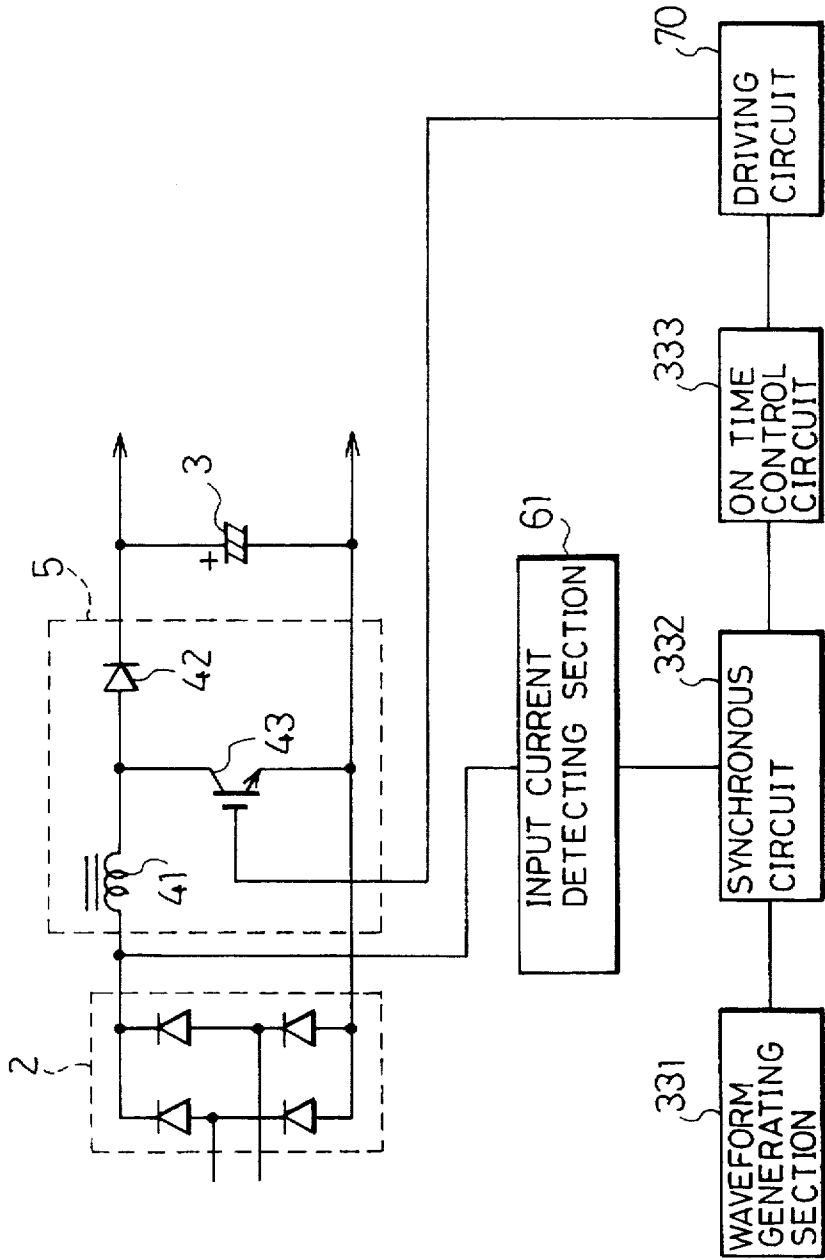 2
5
41
42
43
+
3
INPUT CURRENT
DETECTING SECTION
61
WAVEFORM
GENERATING
SECTION
331
SYNCHRONOUS
CIRCUIT
332
ON TIME
CONTROL
CIRCUIT
333
DRIVING
CIRCUIT
70